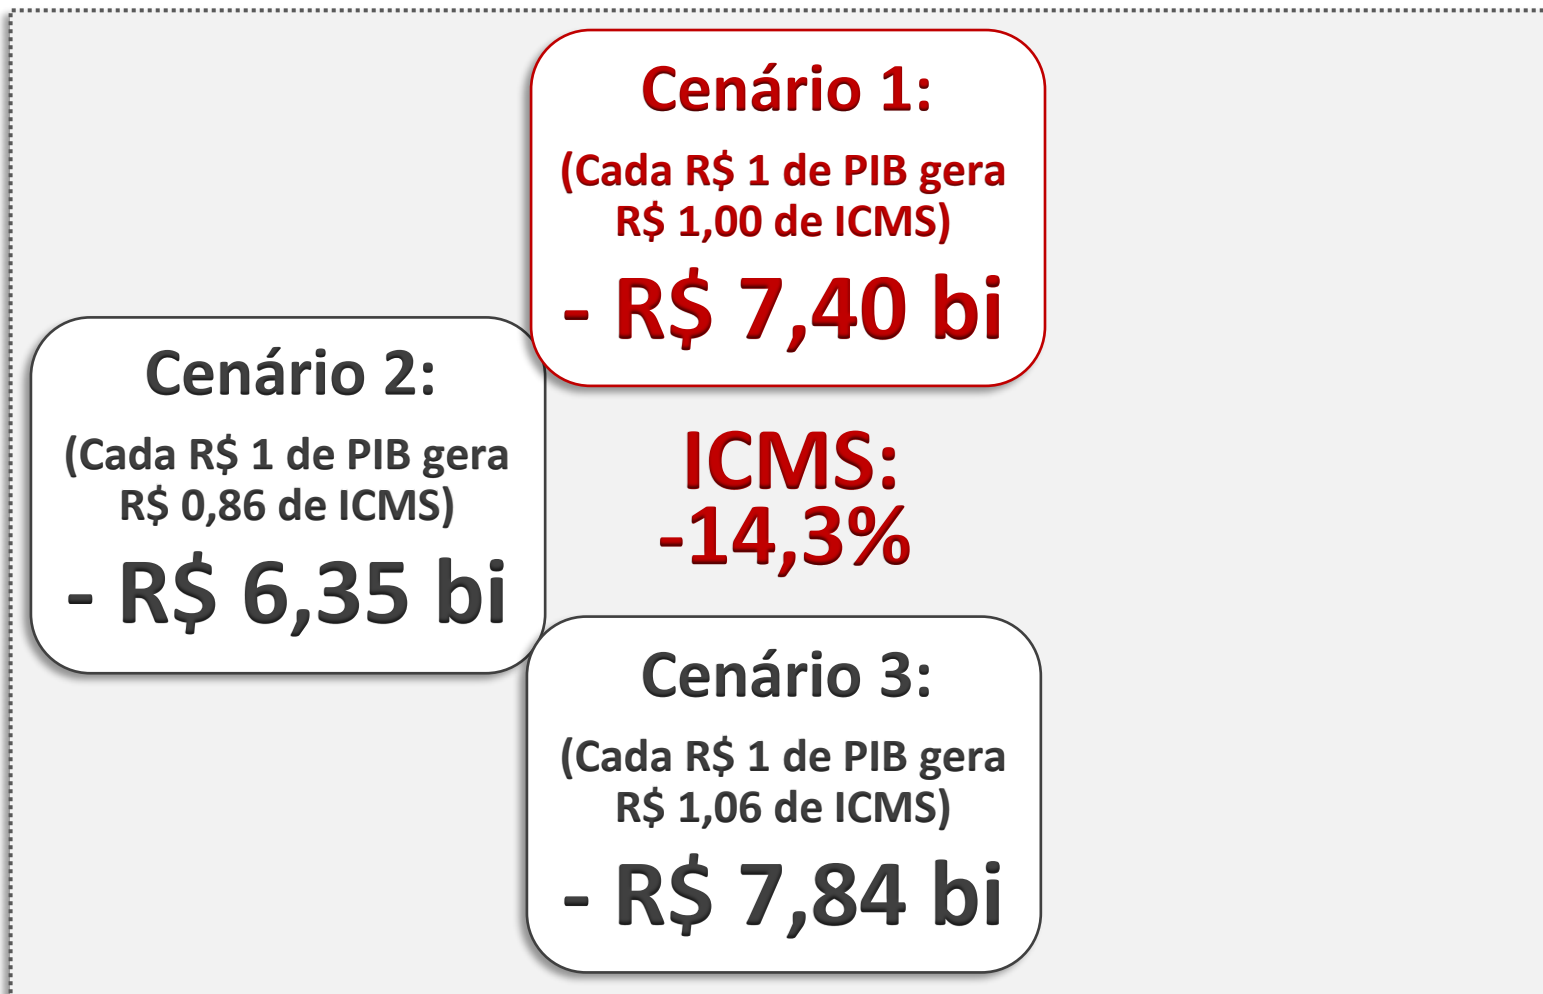 Cenário 1:
(Cada R$ 1 de PIB gera
R$ 1,00 de ICMS)
- R$ 7,40 bi
Cenário 2:
(Cada R$ 1 de PIB gera
R$ 0,86 de ICMS)
- R$ 6,35 bi
ICMS:
-14,3%
Cenário 3:
(Cada R$ 1 de PIB gera
R$ 1,06 de ICMS)
- R$ 7,84 bi